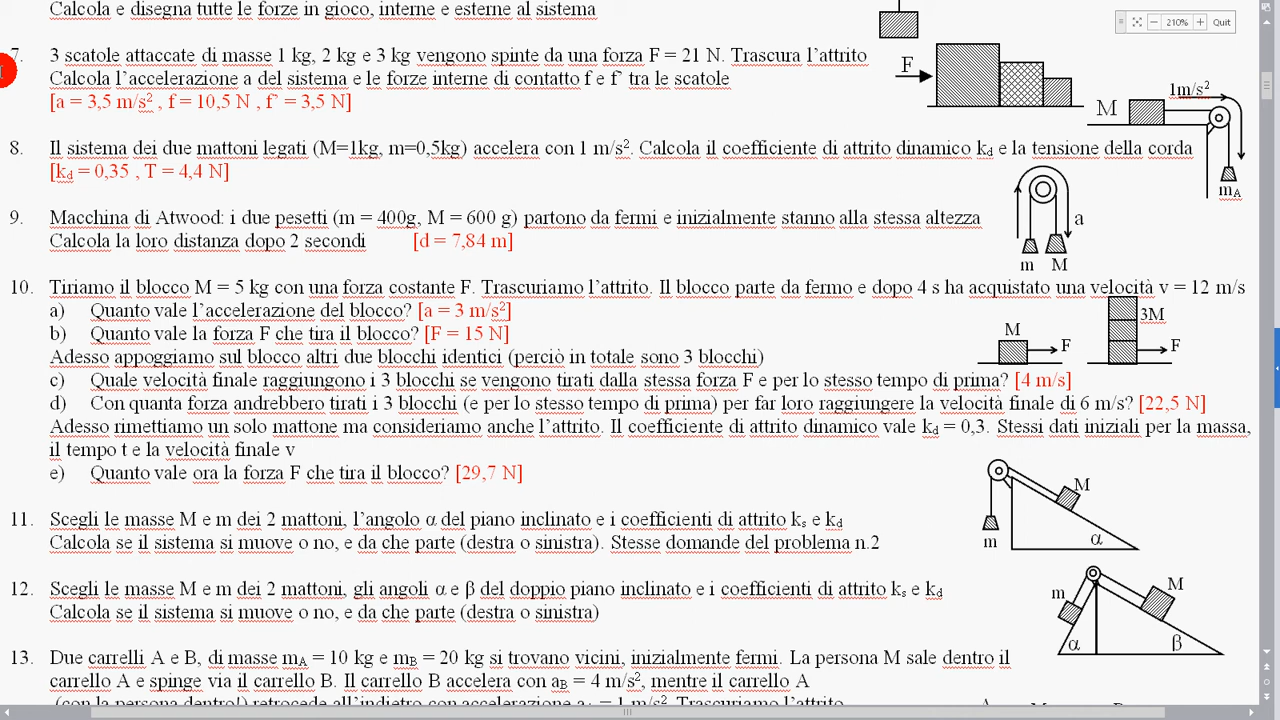 Calcola e disegna tutte le forze in gioco, interne e esterne al sistema
210% Quit
7. 3 scatole attaccate di masse 1 kg, 2 kg e 3 kg vengono spinte da una forza F = 21 N. Trascura l'attrito
Calcola l'accelerazione a del sistema e le forze interne di contatto f e f' tra le scatole
[a = 3,5 m/s², f = 10,5 N , f' = 3,5 N]
F
1m/s²
M
mA
8. Il sistema dei due mattoni legati (M=1kg, m=0,5kg) accelera con 1 m/s². Calcola il coefficiente di attrito dinamico kd e la tensione della corda
[kd = 0,35 , T = 4,4 N]
9. Macchina di Atwood: i due pesetti (m = 400g, M = 600 g) partono da fermi e inizialmente stanno alla stessa altezza
Calcola la loro distanza dopo 2 secondi [d = 7,84 m]
a
m M
10. Tiriamo il blocco M = 5 kg con una forza costante F. Trascuriamo l'attrito. Il blocco parte da fermo e dopo 4 s ha acquistato una velocità v = 12 m/s
a) Quanto vale l'accelerazione del blocco? [a = 3 m/s²]
b) Quanto vale la forza F che tira il blocco? [F = 15 N]
M F
3M F
Adesso appoggiamo sul blocco altri due blocchi identici (perciò in totale sono 3 blocchi)
c) Quale velocità finale raggiungono i 3 blocchi se vengono tirati dalla stessa forza F e per lo stesso tempo di prima? [4 m/s]
d) Con quanta forza andrebbero tirati i 3 blocchi (e per lo stesso tempo di prima) per far loro raggiungere la velocità finale di 6 m/s? [22,5 N]
Adesso rimettiamo un solo mattone ma consideriamo anche l'attrito. Il coefficiente di attrito dinamico vale kd = 0,3. Stessi dati iniziali per la massa,
il tempo t e la velocità finale v
e) Quanto vale ora la forza F che tira il blocco? [29,7 N]
11. Scegli le masse M e m dei 2 mattoni, l'angolo α del piano inclinato e i coefficienti di attrito ks e kd
Calcola se il sistema si muove o no, e da che parte (destra o sinistra). Stesse domande del problema n.2
M
m α
12. Scegli le masse M e m dei 2 mattoni, gli angoli α e β del doppio piano inclinato e i coefficienti di attrito ks e kd
Calcola se il sistema si muove o no, e da che parte (destra o sinistra)
m M
α β
13. Due carrelli A e B, di masse mA = 10 kg e mB = 20 kg si trovano vicini, inizialmente fermi. La persona M sale dentro il
carrello A e spinge via il carrello B. Il carrello B accelera con aB = 4 m/s², mentre il carrello A
(con la persona dentro!) retrocede all'indietro con accelerazione aA = 1 m/s². Trascuriamo l'attrito